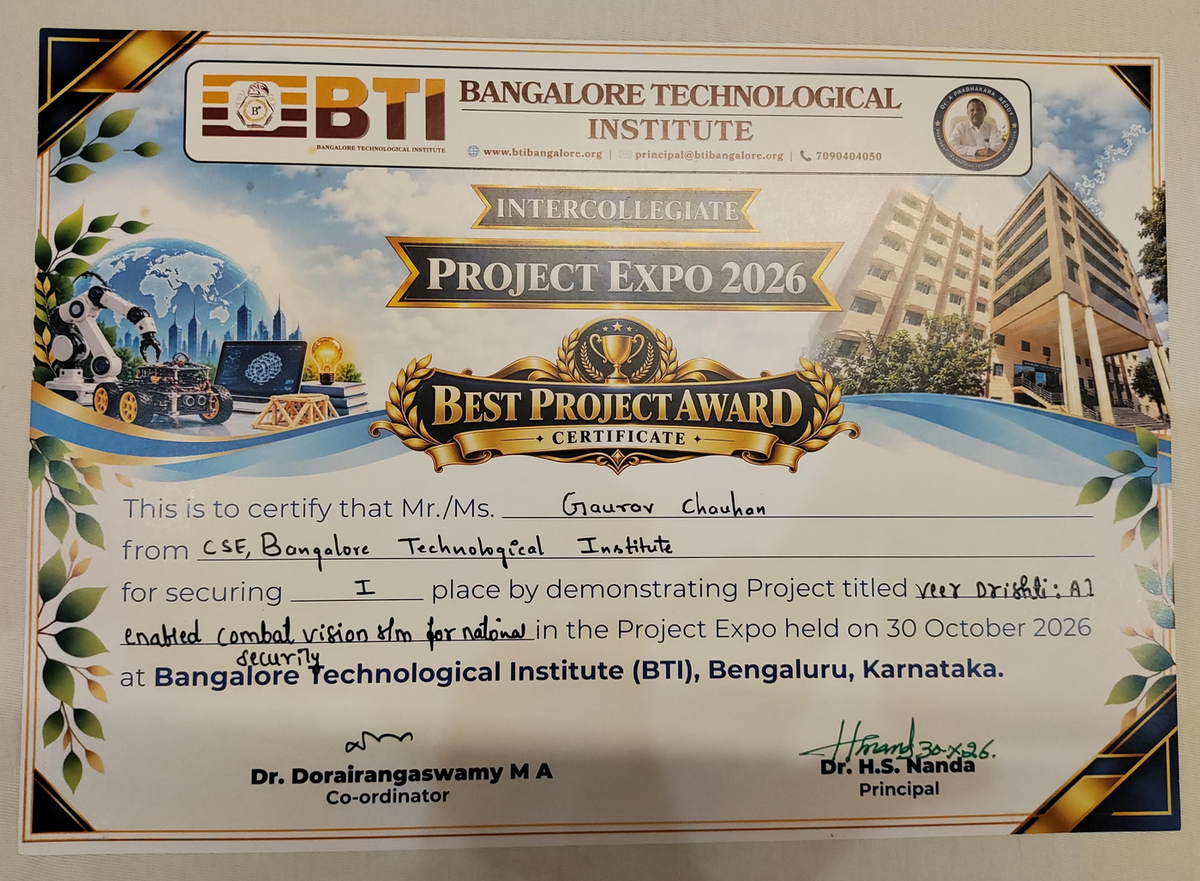 BTI
BANGALORE TECHNOLOGICAL INSTITUTE
BANGALORE TECHNOLOGICAL
INSTITUTE
www.btibangalore.org | principal@btibangalore.org | 7090404050
Dr. A PRABHAKARA REDDY
INTERCOLLEGIATE
PROJECT EXPO 2026
BEST PROJECT AWARD
CERTIFICATE
This is to certify that Mr./Ms. Gaurav Chauhan
from CSE, Bangalore Technological Institute
for securing I place by demonstrating Project titled Veer Drishti: AI
enabled combat vision s/m for national in the Project Expo held on 30 October 2026
security
at Bangalore Technological Institute (BTI), Bengaluru, Karnataka.
30-X-26.
Dr. Dorairangaswamy M A
Co-ordinator
Dr. H.S. Nanda
Principal